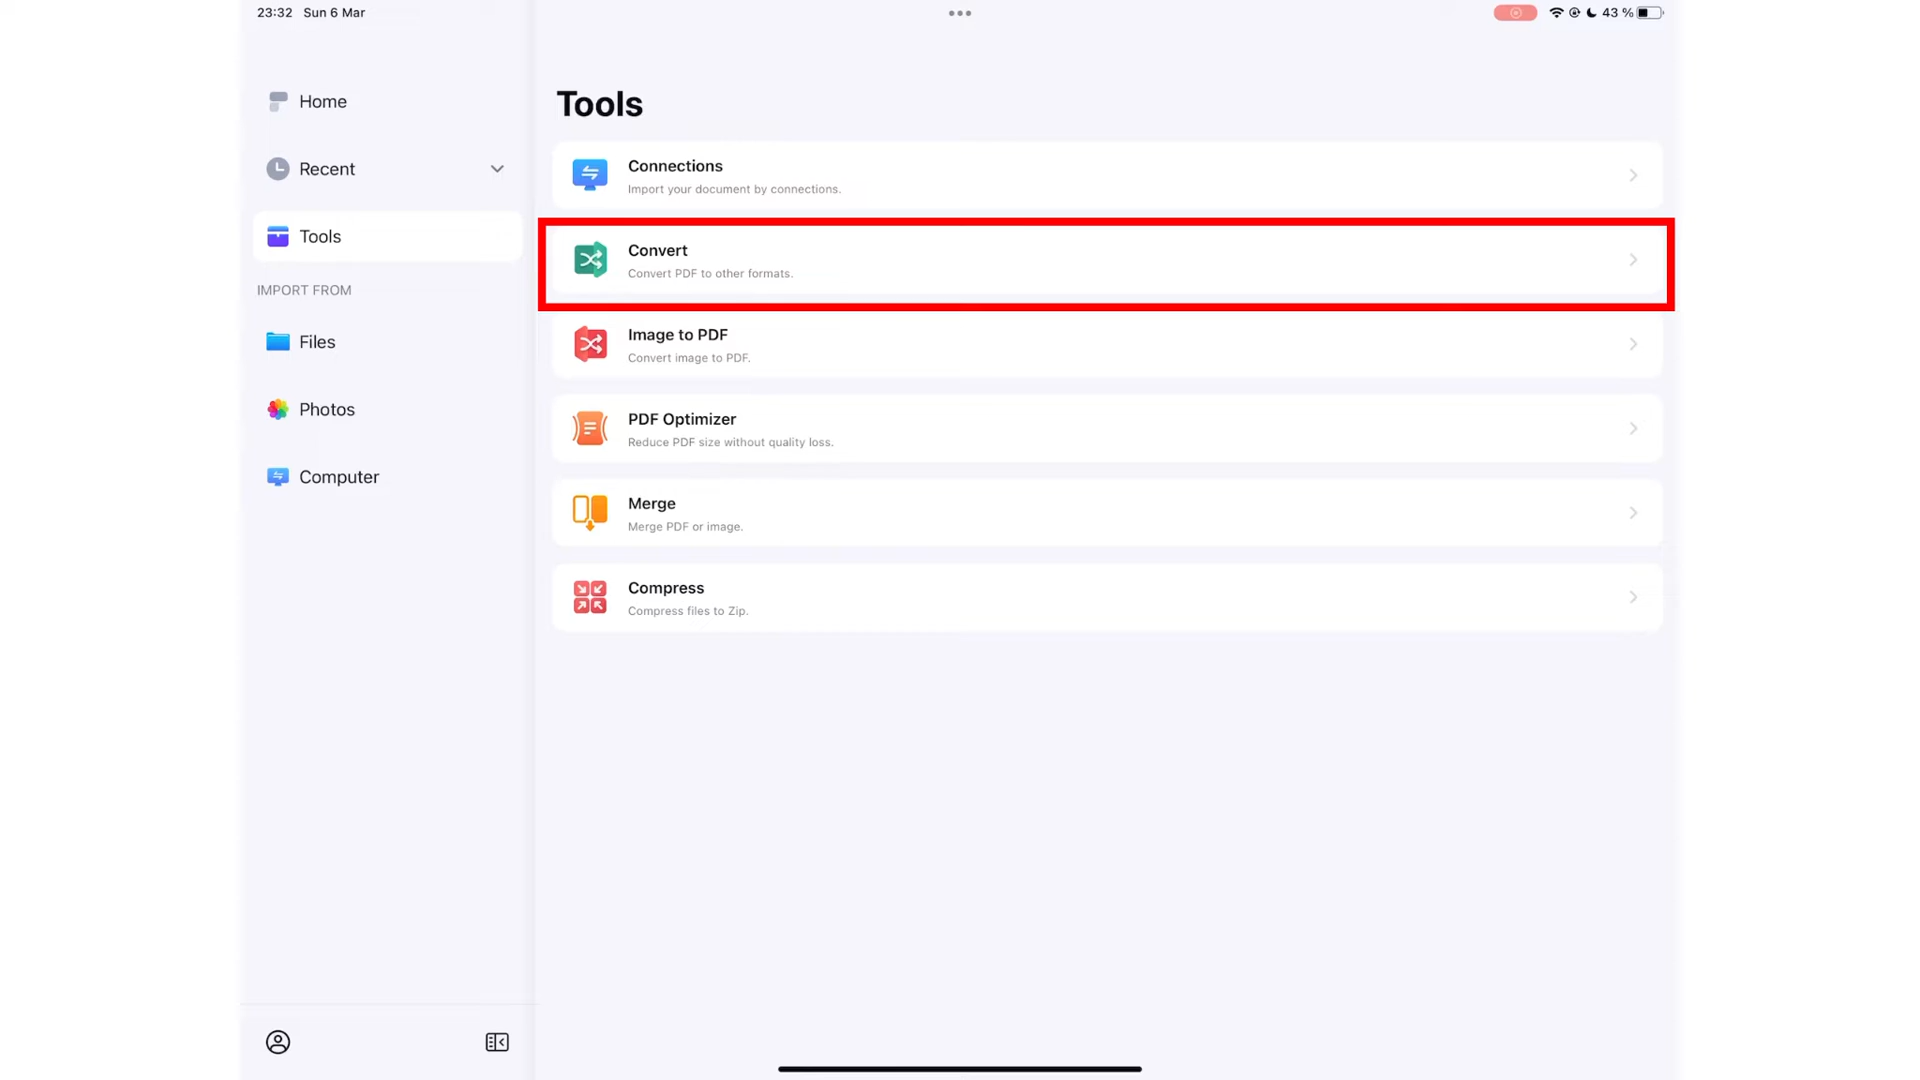 23:32 Sun 6 Mar
43 %
Home
Recent
Tools
IMPORT FROM
Files
Photos
Computer
Tools
Connections
Import your document by connections.
Convert
Convert PDF to other formats.
Image to PDF
Convert image to PDF.
PDF Optimizer
Reduce PDF size without quality loss.
Merge
Merge PDF or image.
Compress
Compress files to Zip.